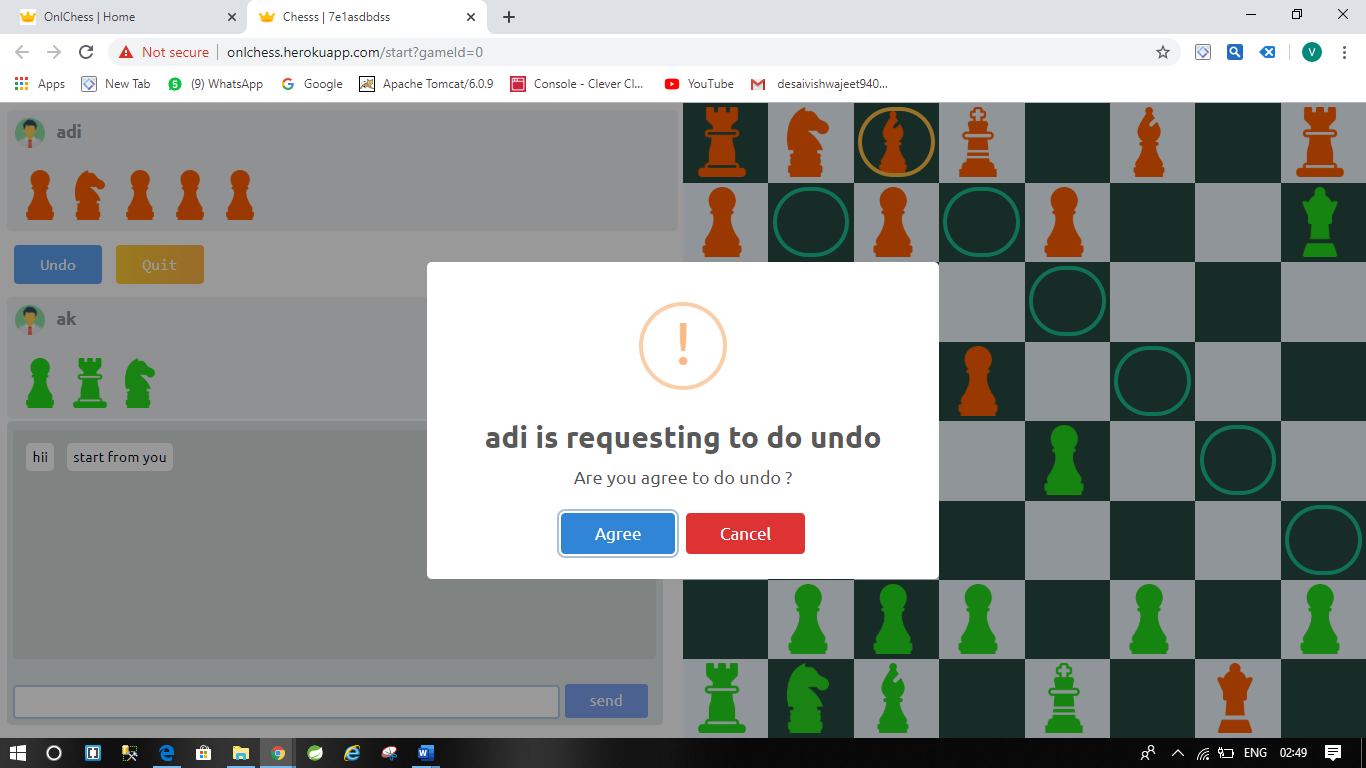 OnlChess | Home
Chesss | 7e1asdbdss
Not secure
onlchess.herokuapp.com/start?gameId=0
V
Apps
New Tab
5
(9) WhatsApp
Google
Apache Tomcat/6.0.9
Console - Clever Cl...
YouTube
desaivishwajeet940...
adi
Undo
Quit
ak
hii
start from you
adi is requesting to do undo
Are you agree to do undo ?
Agree
Cancel
send
ENG
02:49